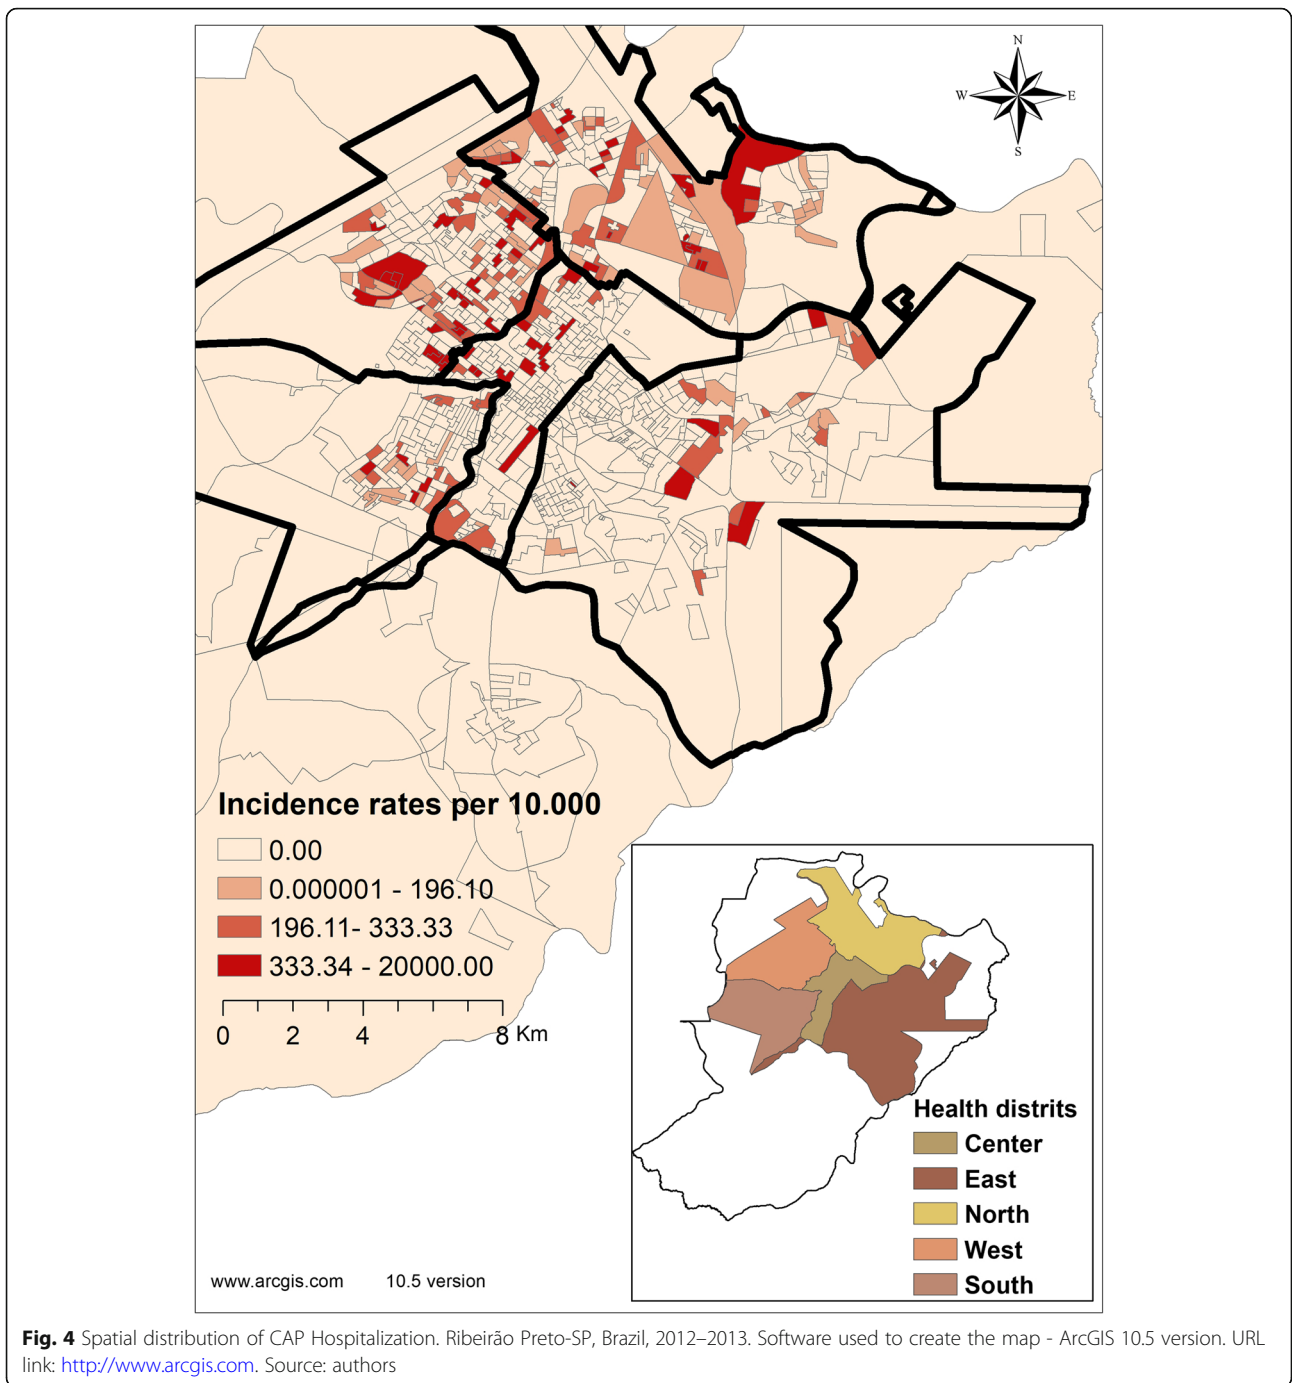 N
W E
S
Incidence rates per 10.000
0.00
0.000001 - 196.10
196.11- 333.33
333.34 - 20000.00
0 2 4 8 Km
Health distrits
Center
East
North
West
South
www.arcgis.com 10.5 version
Fig. 4 Spatial distribution of CAP Hospitalization. Ribeirão Preto-SP, Brazil, 2012–2013. Software used to create the map - ArcGIS 10.5 version. URL
link: http://www.arcgis.com. Source: authors